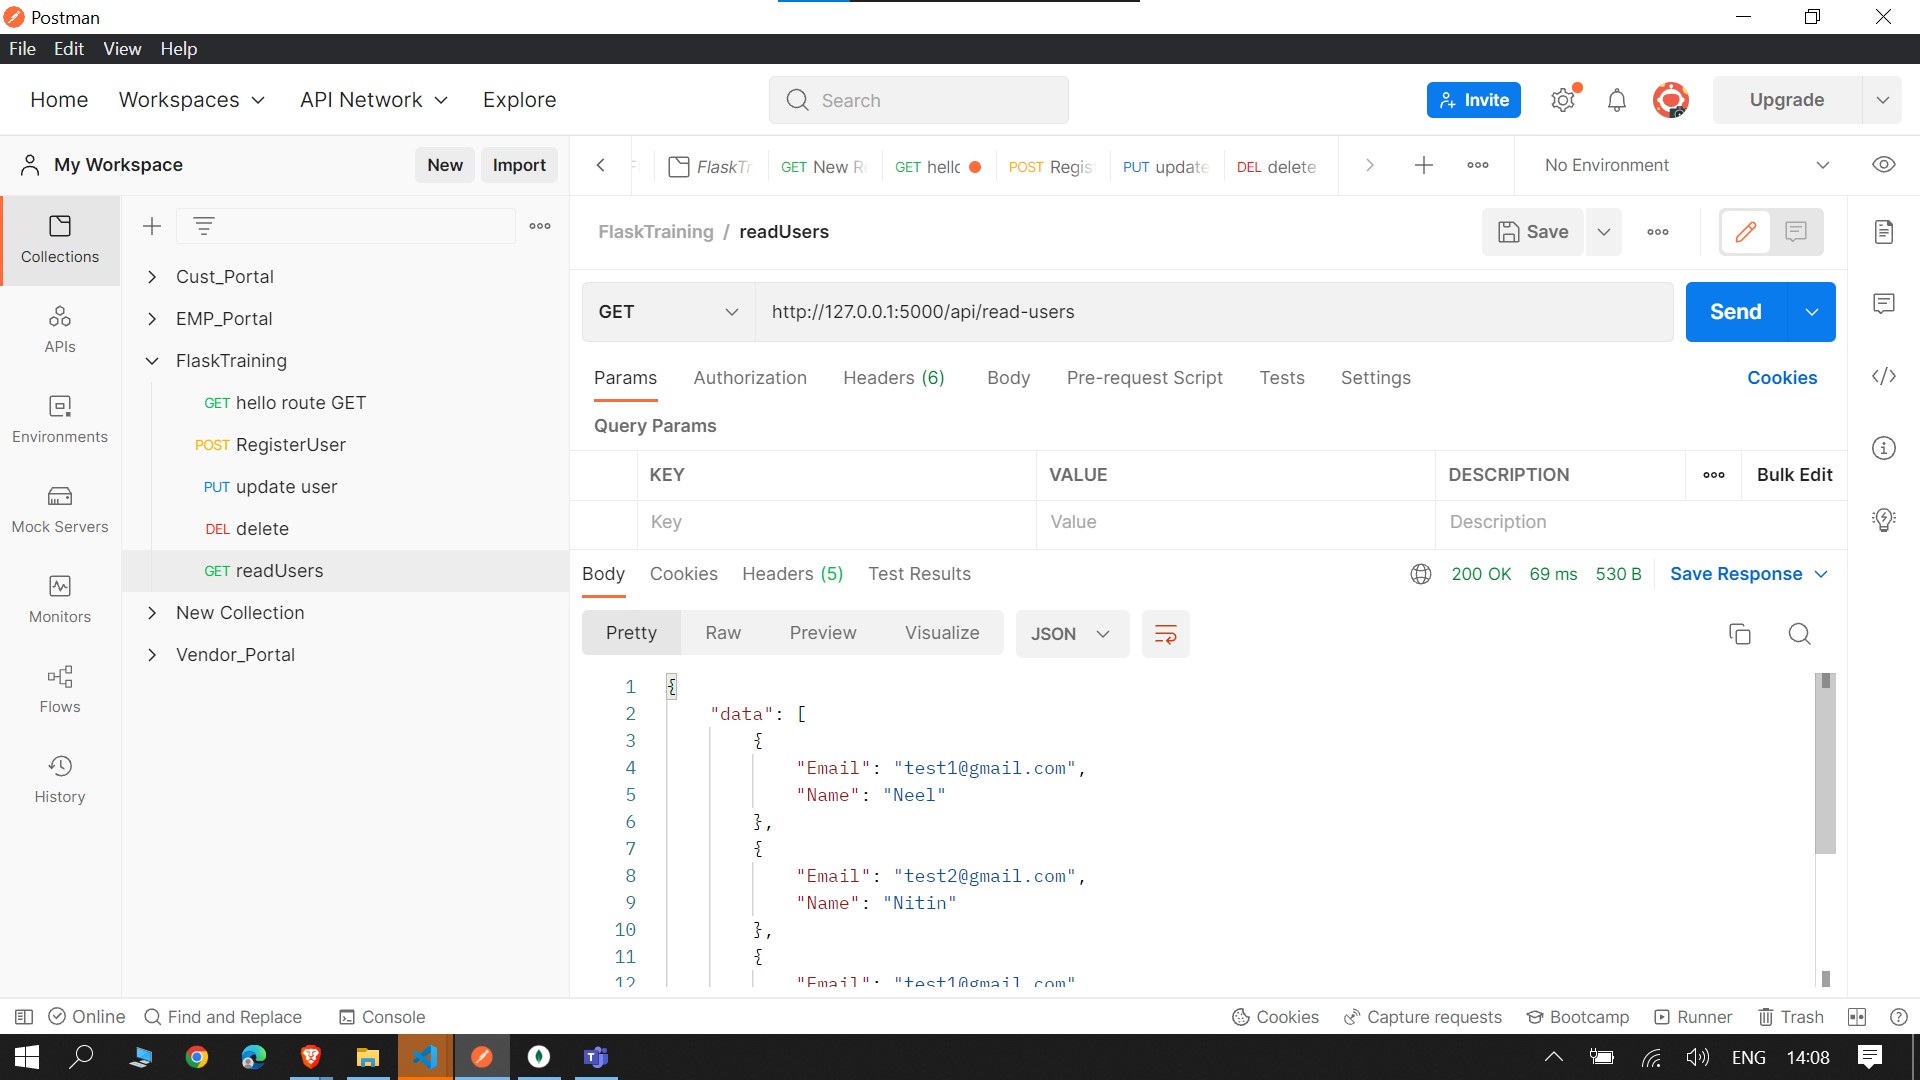 Postman
File Edit View Help
Home Workspaces API Network Explore Search Invite Upgrade
My Workspace New Import FlaskTr GET New Re GET hello POST Regis PUT update DEL delete No Environment
FlaskTraining / readUsers Save
Collections
APIs
Environments
Mock Servers
Monitors
Flows
History
Cust_Portal
EMP_Portal
FlaskTraining
GET hello route GET
POST RegisterUser
PUT update user
DEL delete
GET readUsers
New Collection
Vendor_Portal
GET http://127.0.0.1:5000/api/read-users Send
Params Authorization Headers (6) Body Pre-request Script Tests Settings Cookies
Query Params
KEY VALUE DESCRIPTION Bulk Edit
Key Value Description
Body Cookies Headers (5) Test Results 200 OK 69 ms 530 B Save Response
Pretty Raw Preview Visualize JSON
1 {
2 "data": [
3 {
4 "Email": "test1@gmail.com",
5 "Name": "Neel"
6 },
7 {
8 "Email": "test2@gmail.com",
9 "Name": "Nitin"
10 },
11 {
12 "Email": "test1@gmail.com"
Online Find and Replace Console Cookies Capture requests Bootcamp Runner Trash
ENG 14:08